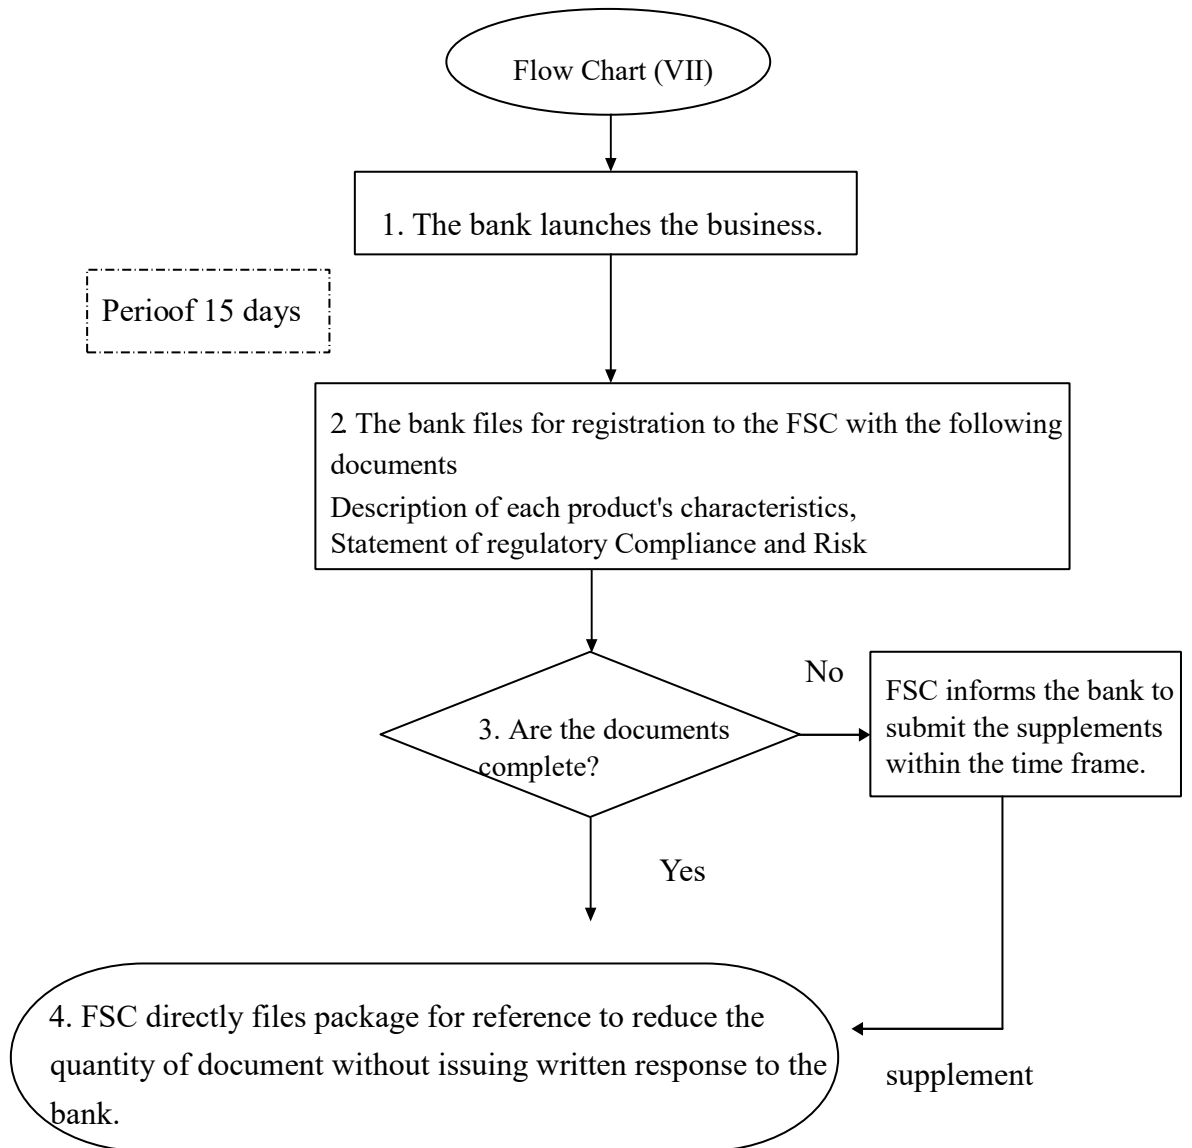 Flow Chart (VII)
1. The bank launches the business.
Perioof 15 days
2. The bank files for registration to the FSC with the following
documents
Description of each product's characteristics,
Statement of regulatory Compliance and Risk
No
FSC informs the bank to
submit the supplements
within the time frame.
3. Are the documents
complete?
Yes
4. FSC directly files package for reference to reduce the
quantity of document without issuing written response to the
bank.
supplement